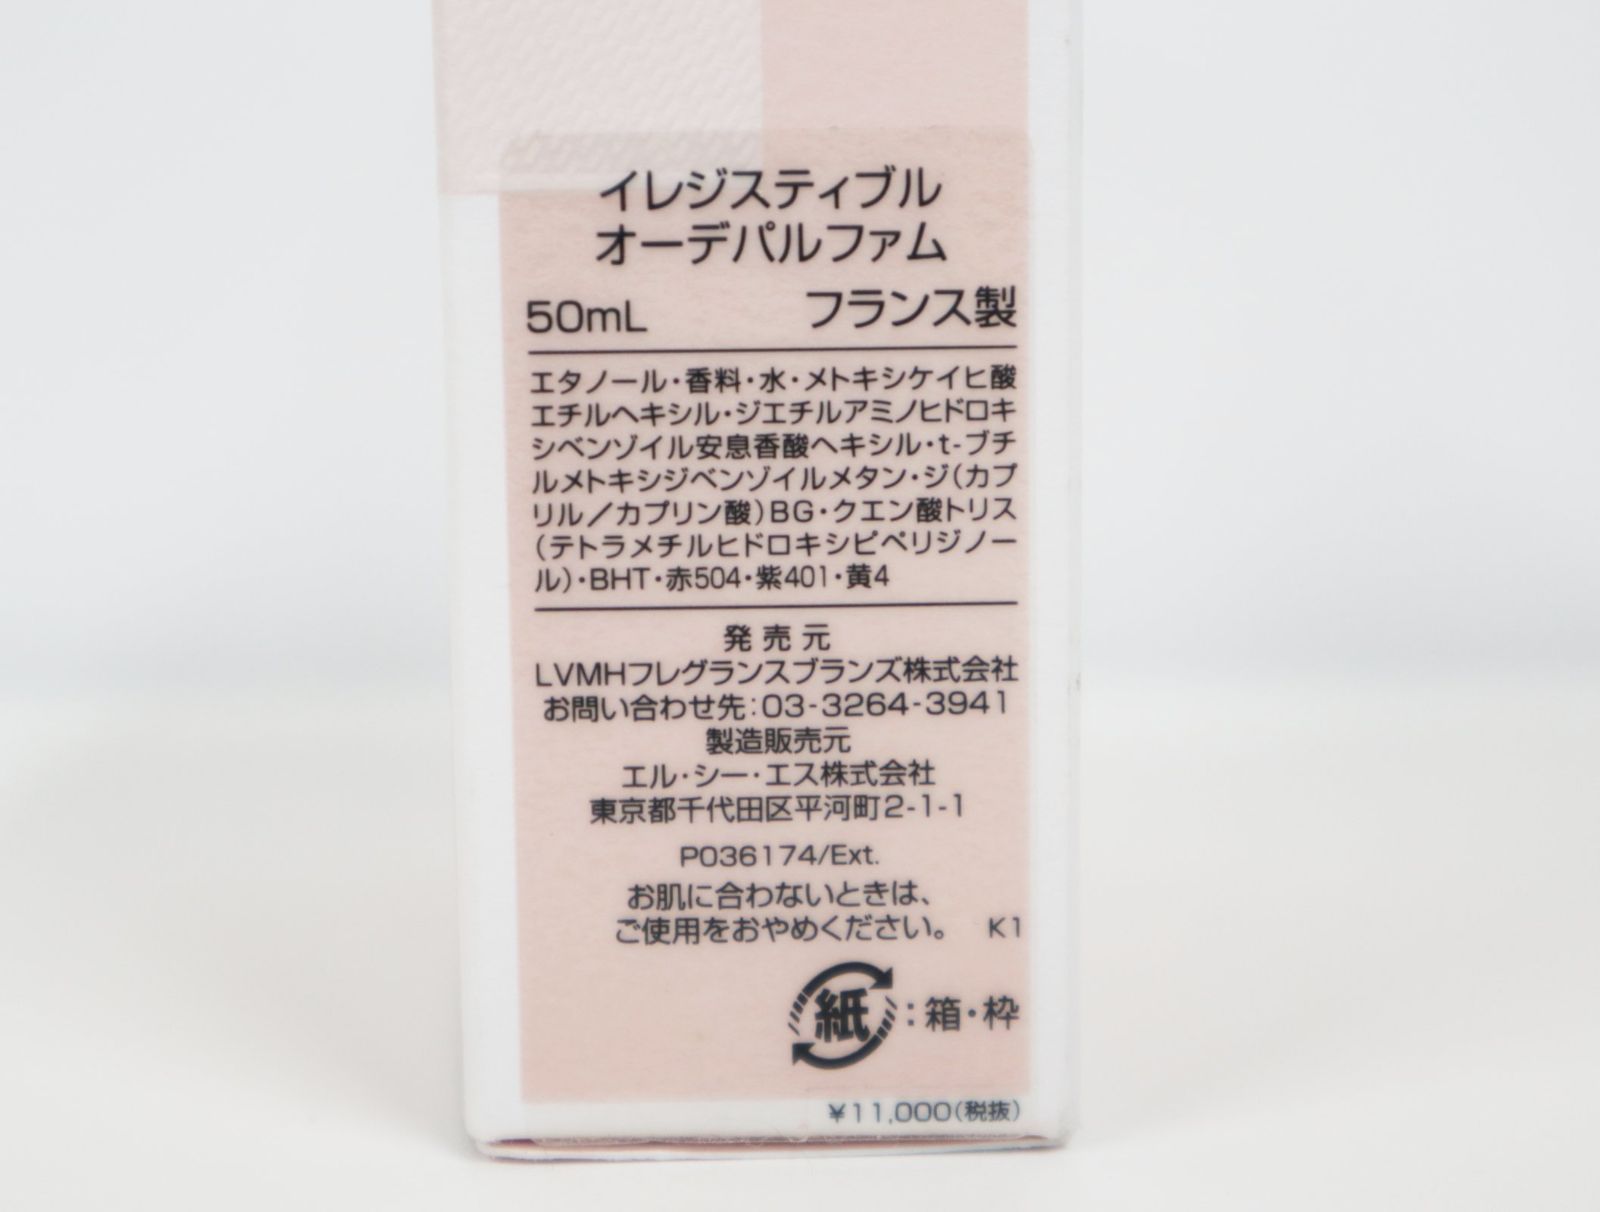 イレジスティブル
オーデパルファム
50mL フランス製
エタノール・香料・水・メトキシケイヒ酸
エチルヘキシル・ジエチルアミノヒドロキ
シベンゾイル安息香酸ヘキシル・t-ブチ
ルメトキシジベンゾイルメタン・ジ(カプ
リル/カプリン酸)BG・クエン酸トリス
(テトラメチルヒドロキシピペリジノー
ル)・BHT・赤504・紫401・黄4
発売元
LVMHフレグランスブランズ株式会社
お問い合わせ先:03-3264-3941
製造販売元
エル・シー・エス株式会社
東京都千代田区平河町2-1-1
P036174/Ext.
お肌に合わないときは、
ご使用をおやめください。 K1
紙:箱・枠
¥11,000(税抜)